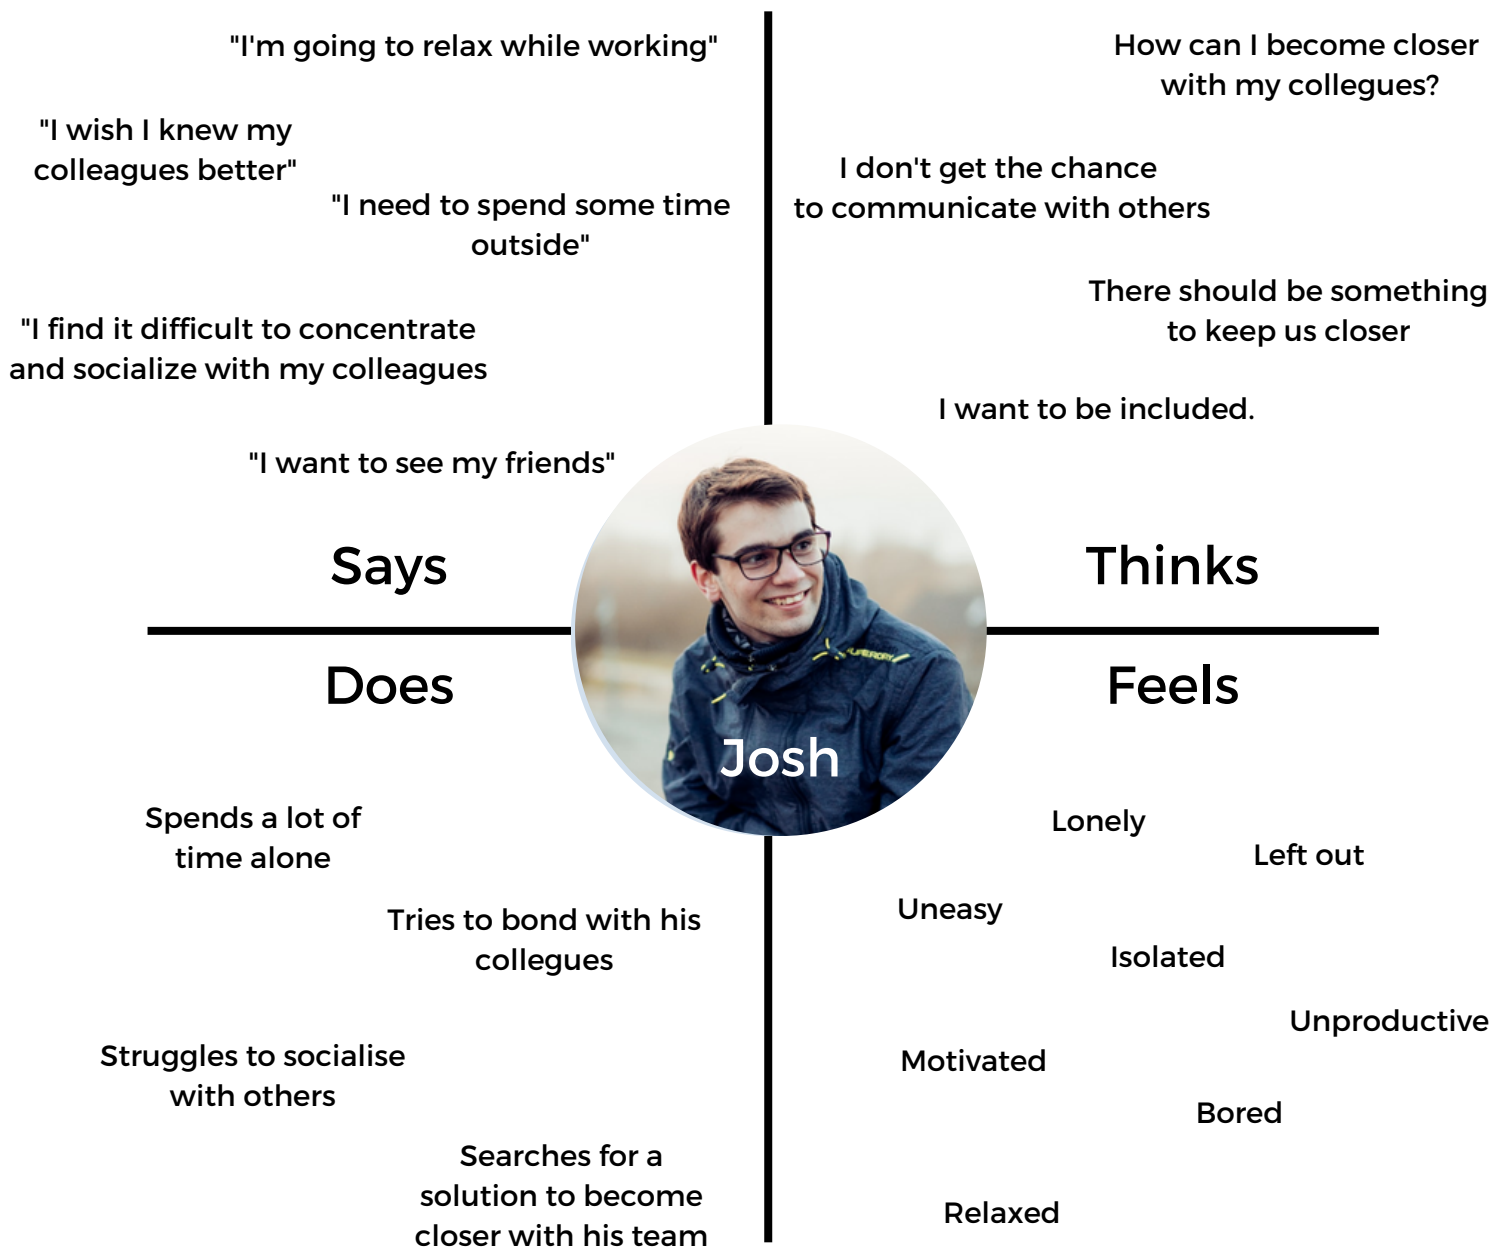 "I'm going to relax while working"
"I wish I knew my
colleagues better"
"I need to spend some time
outside"
"I find it difficult to concentrate
and socialize with my colleagues
"I want to see my friends"
Says
How can I become closer
with my collegues?
I don't get the chance
to communicate with others
There should be something
to keep us closer
I want to be included.
Thinks
SUPERDRY
Josh
Does
Spends a lot of
time alone
Tries to bond with his
collegues
Struggles to socialise
with others
Searches for a
solution to become
closer with his team
Feels
Lonely
Left out
Uneasy
Isolated
Unproductive
Motivated
Bored
Relaxed